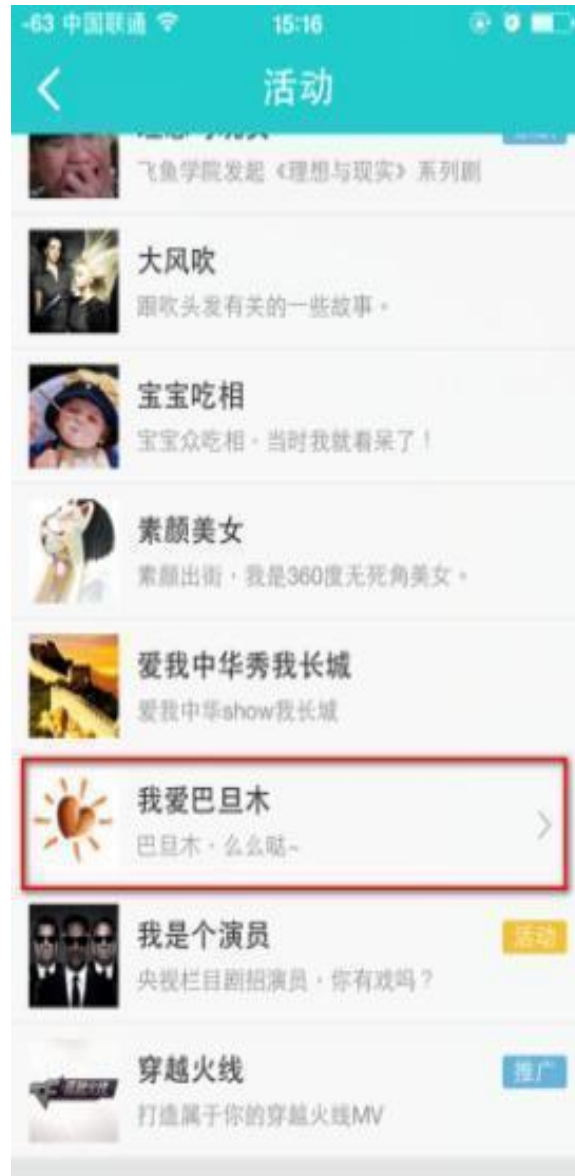 -63 中国联通 15:16
活动
飞鱼学院发起《理想与现实》系列剧
大风吹
跟吹头发有关的一些故事。
宝宝吃相
宝宝众吃相，当时我就看呆了！
素颜美女
素颜出街，我是360度无死角美女。
爱我中华秀我长城
爱我中华show我长城
我爱巴旦木
巴旦木，么么哒~
我是个演员 活动
央视栏目剧招演员，你有戏吗？
穿越火线 推广
打造属于你的穿越火线MV